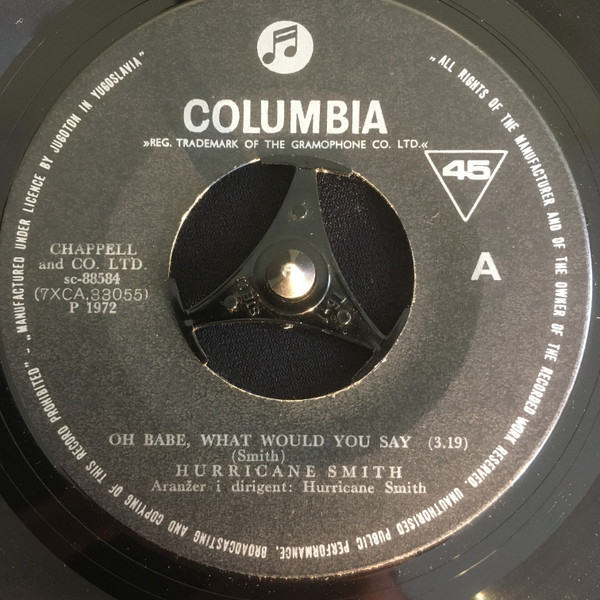 COLUMBIA
»REG. TRADEMARK OF THE GRAMOPHONE CO. LTD.«
45
A
CHAPPELL
and CO. LTD.
sc-88584
(7XCA.33055)
P 1972
OH BABE, WHAT WOULD YOU SAY (3.19)
(Smith)
HURRICANE SMITH
Aranžer i dirigent: Hurricane Smith
„MANUFACTURED UNDER LICENCE BY JUGOTON IN YUGOSLAVIA”
„ALL RIGHTS OF THE MANUFACTURER AND OF THE OWNER OF THE RECORDED WORK RESERVED UNAUTHORISED PUBLIC PERFORMANCE, BROADCASTING AND COPYING OF THIS RECORD PROHIBITED” -